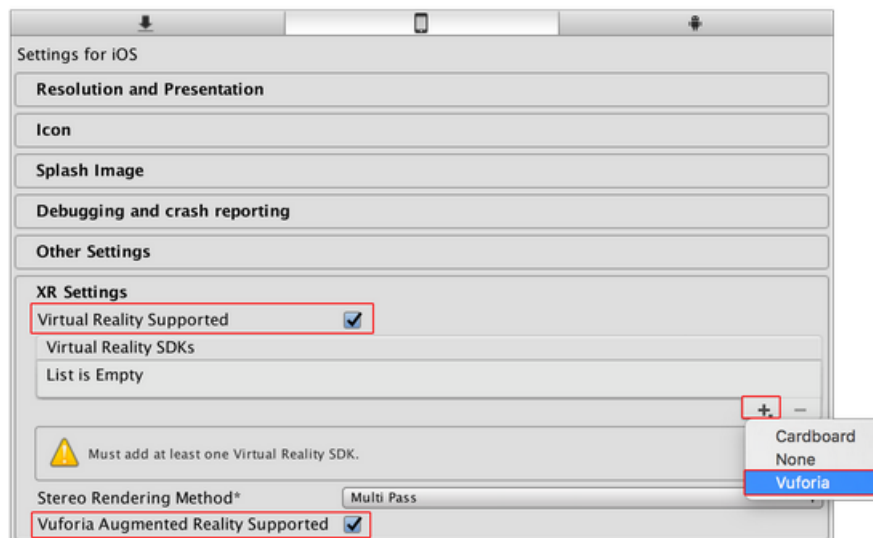 Settings for iOS
Resolution and Presentation
Icon
Splash Image
Debugging and crash reporting
Other Settings
XR Settings
Virtual Reality Supported
Virtual Reality SDKs
List is Empty
+ −
Cardboard
None
Vuforia
Must add at least one Virtual Reality SDK.
Stereo Rendering Method* Multi Pass
Vuforia Augmented Reality Supported